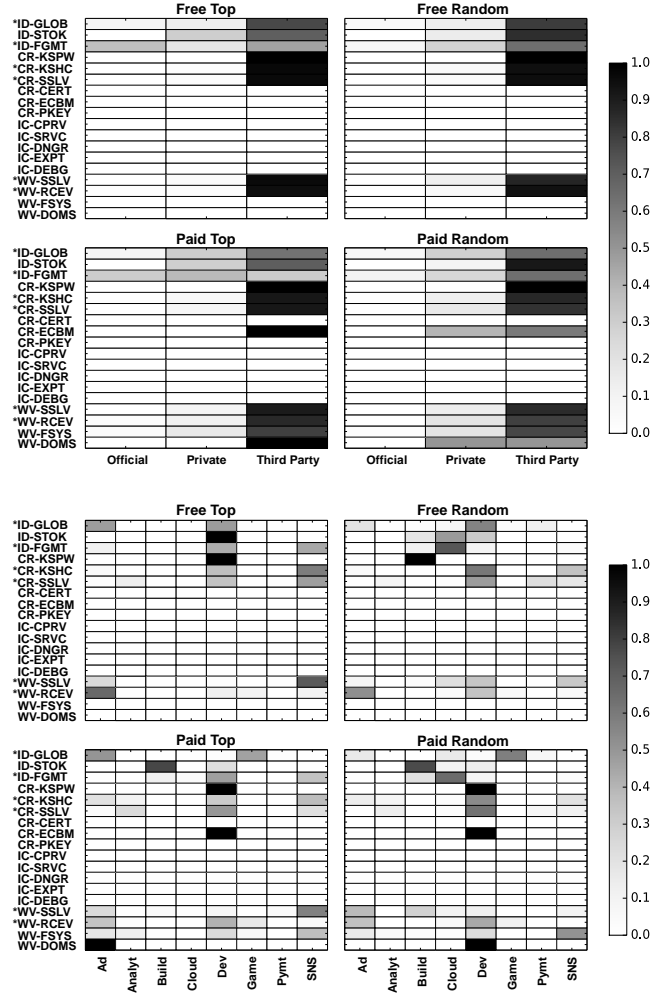 Free Top
Free Random
*ID-GLOB
ID-STOK
*ID-FGMT
CR-KSPW
*CR-KSHC
*CR-SSLV
CR-CERT
CR-ECBM
CR-PKEY
IC-CPRV
IC-SRVC
IC-DNGR
IC-EXPT
IC-DEBG
*WV-SSLV
*WV-RCEV
WV-FSYS
WV-DOMS
1.0
0.9
0.8
0.7
0.6
0.5
0.4
0.3
0.2
0.1
0.0
Paid Top
Paid Random
*ID-GLOB
ID-STOK
*ID-FGMT
CR-KSPW
*CR-KSHC
*CR-SSLV
CR-CERT
CR-ECBM
CR-PKEY
IC-CPRV
IC-SRVC
IC-DNGR
IC-EXPT
IC-DEBG
*WV-SSLV
*WV-RCEV
WV-FSYS
WV-DOMS
Official Private Third Party Official Private Third Party
Free Top
Free Random
*ID-GLOB
ID-STOK
*ID-FGMT
CR-KSPW
*CR-KSHC
*CR-SSLV
CR-CERT
CR-ECBM
CR-PKEY
IC-CPRV
IC-SRVC
IC-DNGR
IC-EXPT
IC-DEBG
*WV-SSLV
*WV-RCEV
WV-FSYS
WV-DOMS
1.0
0.9
0.8
0.7
0.6
0.5
0.4
0.3
0.2
0.1
0.0
Paid Top
Paid Random
*ID-GLOB
ID-STOK
*ID-FGMT
CR-KSPW
*CR-KSHC
*CR-SSLV
CR-CERT
CR-ECBM
CR-PKEY
IC-CPRV
IC-SRVC
IC-DNGR
IC-EXPT
IC-DEBG
*WV-SSLV
*WV-RCEV
WV-FSYS
WV-DOMS
Ad Analyt Build Cloud Dev Game Pymt SNS Ad Analyt Build Cloud Dev Game Pymt SNS